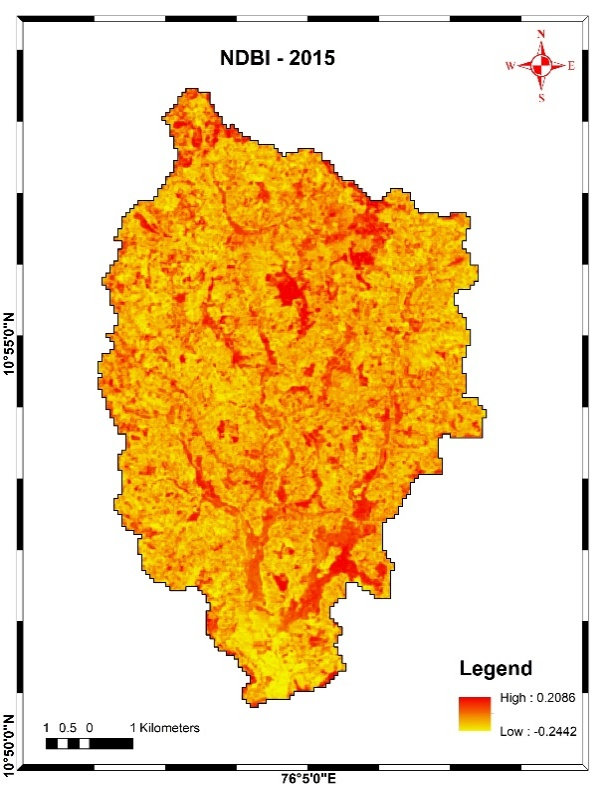 NDBI - 2015
N
W E
S
10°55'0"N
Legend
High : 0.2086
Low : -0.2442
1 0.5 0 1 Kilometers
10°50'0"N
76°5'0"E